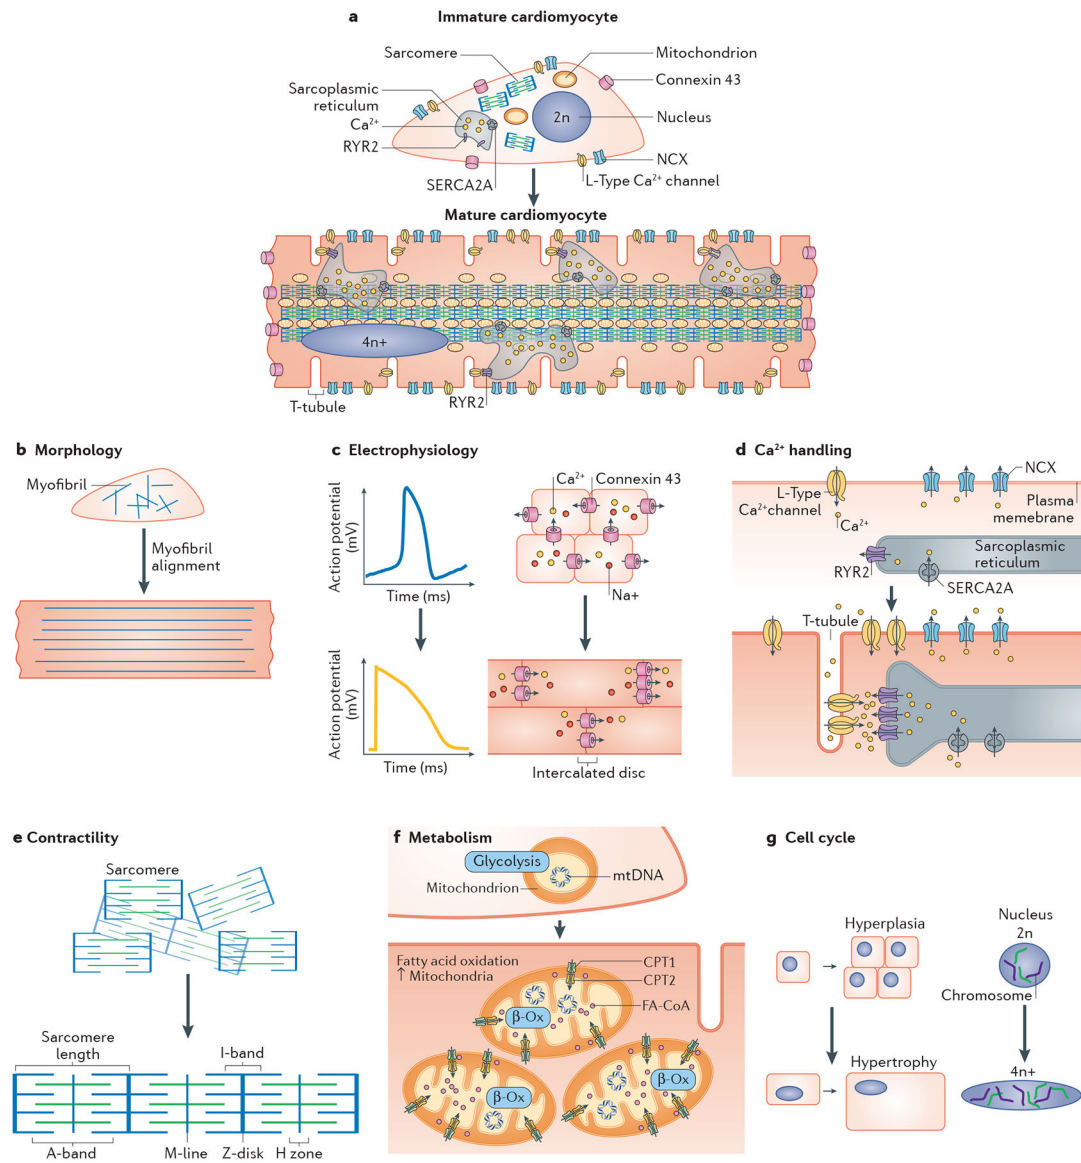 a Immature cardiomyocyte
Sarcomere
Mitochondrion
Connexin 43
Sarcoplasmic
reticulum
Ca²⁺
RYR2
2n
Nucleus
SERCA2A
NCX
L-Type Ca²⁺ channel
Mature cardiomyocyte
4n+
T-tubule
RYR2
b Morphology
Myofibril
Myofibril
alignment
c Electrophysiology
Action potential
(mV)
Time (ms)
Ca²⁺
Connexin 43
Na+
Action potential
(mV)
Time (ms)
Intercalated disc
d Ca²⁺ handling
NCX
L-Type
Ca²⁺channel
Plasma
memebrane
Ca²⁺
RYR2
Sarcoplasmic
reticulum
SERCA2A
T-tubule
e Contractility
Sarcomere
Sarcomere
length
I-band
A-band
M-line
Z-disk
H zone
f Metabolism
Glycolysis
mtDNA
Mitochondrion
Fatty acid oxidation
↑ Mitochondria
CPT1
CPT2
FA-CoA
β-Ox
β-Ox
β-Ox
g Cell cycle
Hyperplasia
Nucleus
2n
Chromosome
Hypertrophy
4n+